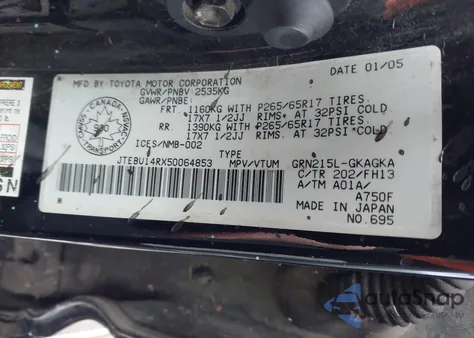 MFD BY TOYOTA MOTOR CORPORATION
DATE 01/05
GVWR/PNBV: 2535KG
GAWR/PNBE:
FRT. 1160KG WITH P265/65R17 TIRES.
17X7 1/2JJ RIMS. AT 32PSI COLD
RR. 1390KG WITH P265/65R17 TIRES.
17X7 1/2JJ RIMS. AT 32PSI COLD.
CANADA
ICES/NMB-002
TYPE
JTEBU14RX50064853 MPV/VTUM GRN215L-GKAGKA
C/TR 202/FH13
A/TM A01A/
A750F
MADE IN JAPAN
NO.695
autoSnap